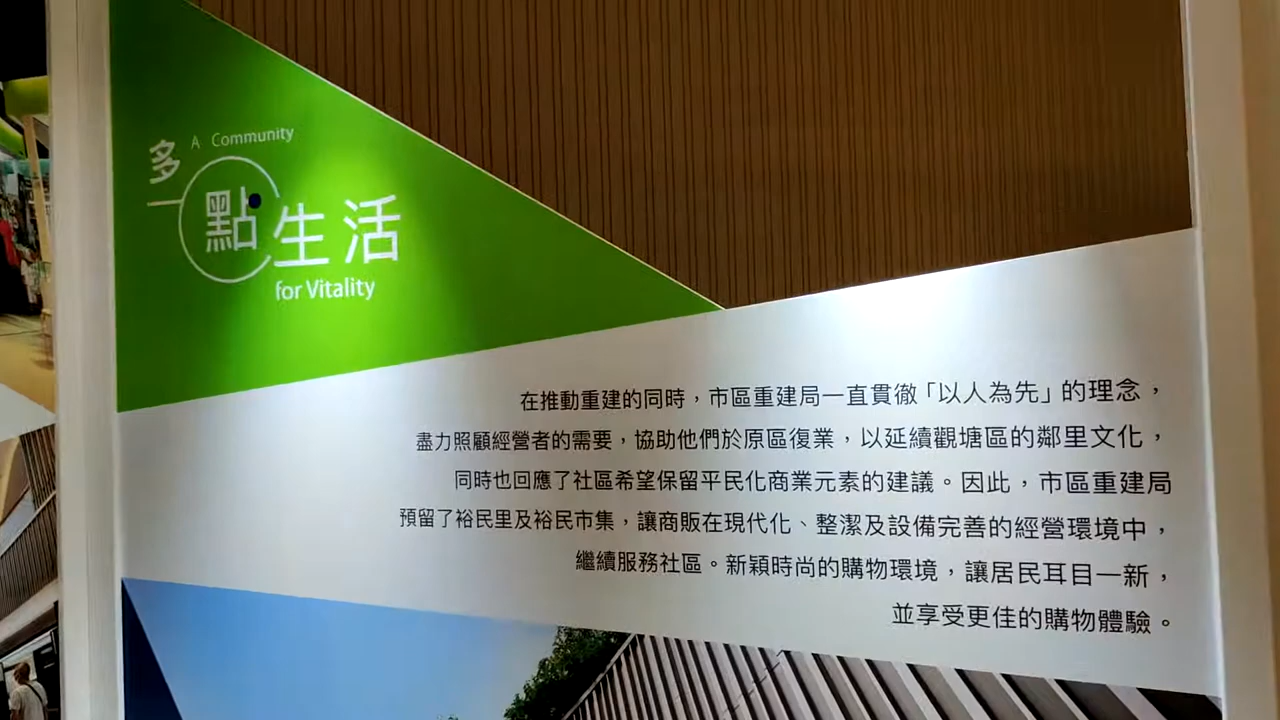 多
A Community
點生活
for Vitality
在推動重建的同時，市區重建局一直貫徹「以人為先」的理念，
盡力照顧經營者的需要，協助他們於原區復業，以延續觀塘區的鄰里文化，
同時也回應了社區希望保留平民化商業元素的建議。因此，市區重建局
預留了裕民里及裕民市集，讓商販在現代化、整潔及設備完善的經營環境中，
繼續服務社區。新穎時尚的購物環境，讓居民耳目一新，
並享受更佳的購物體驗。